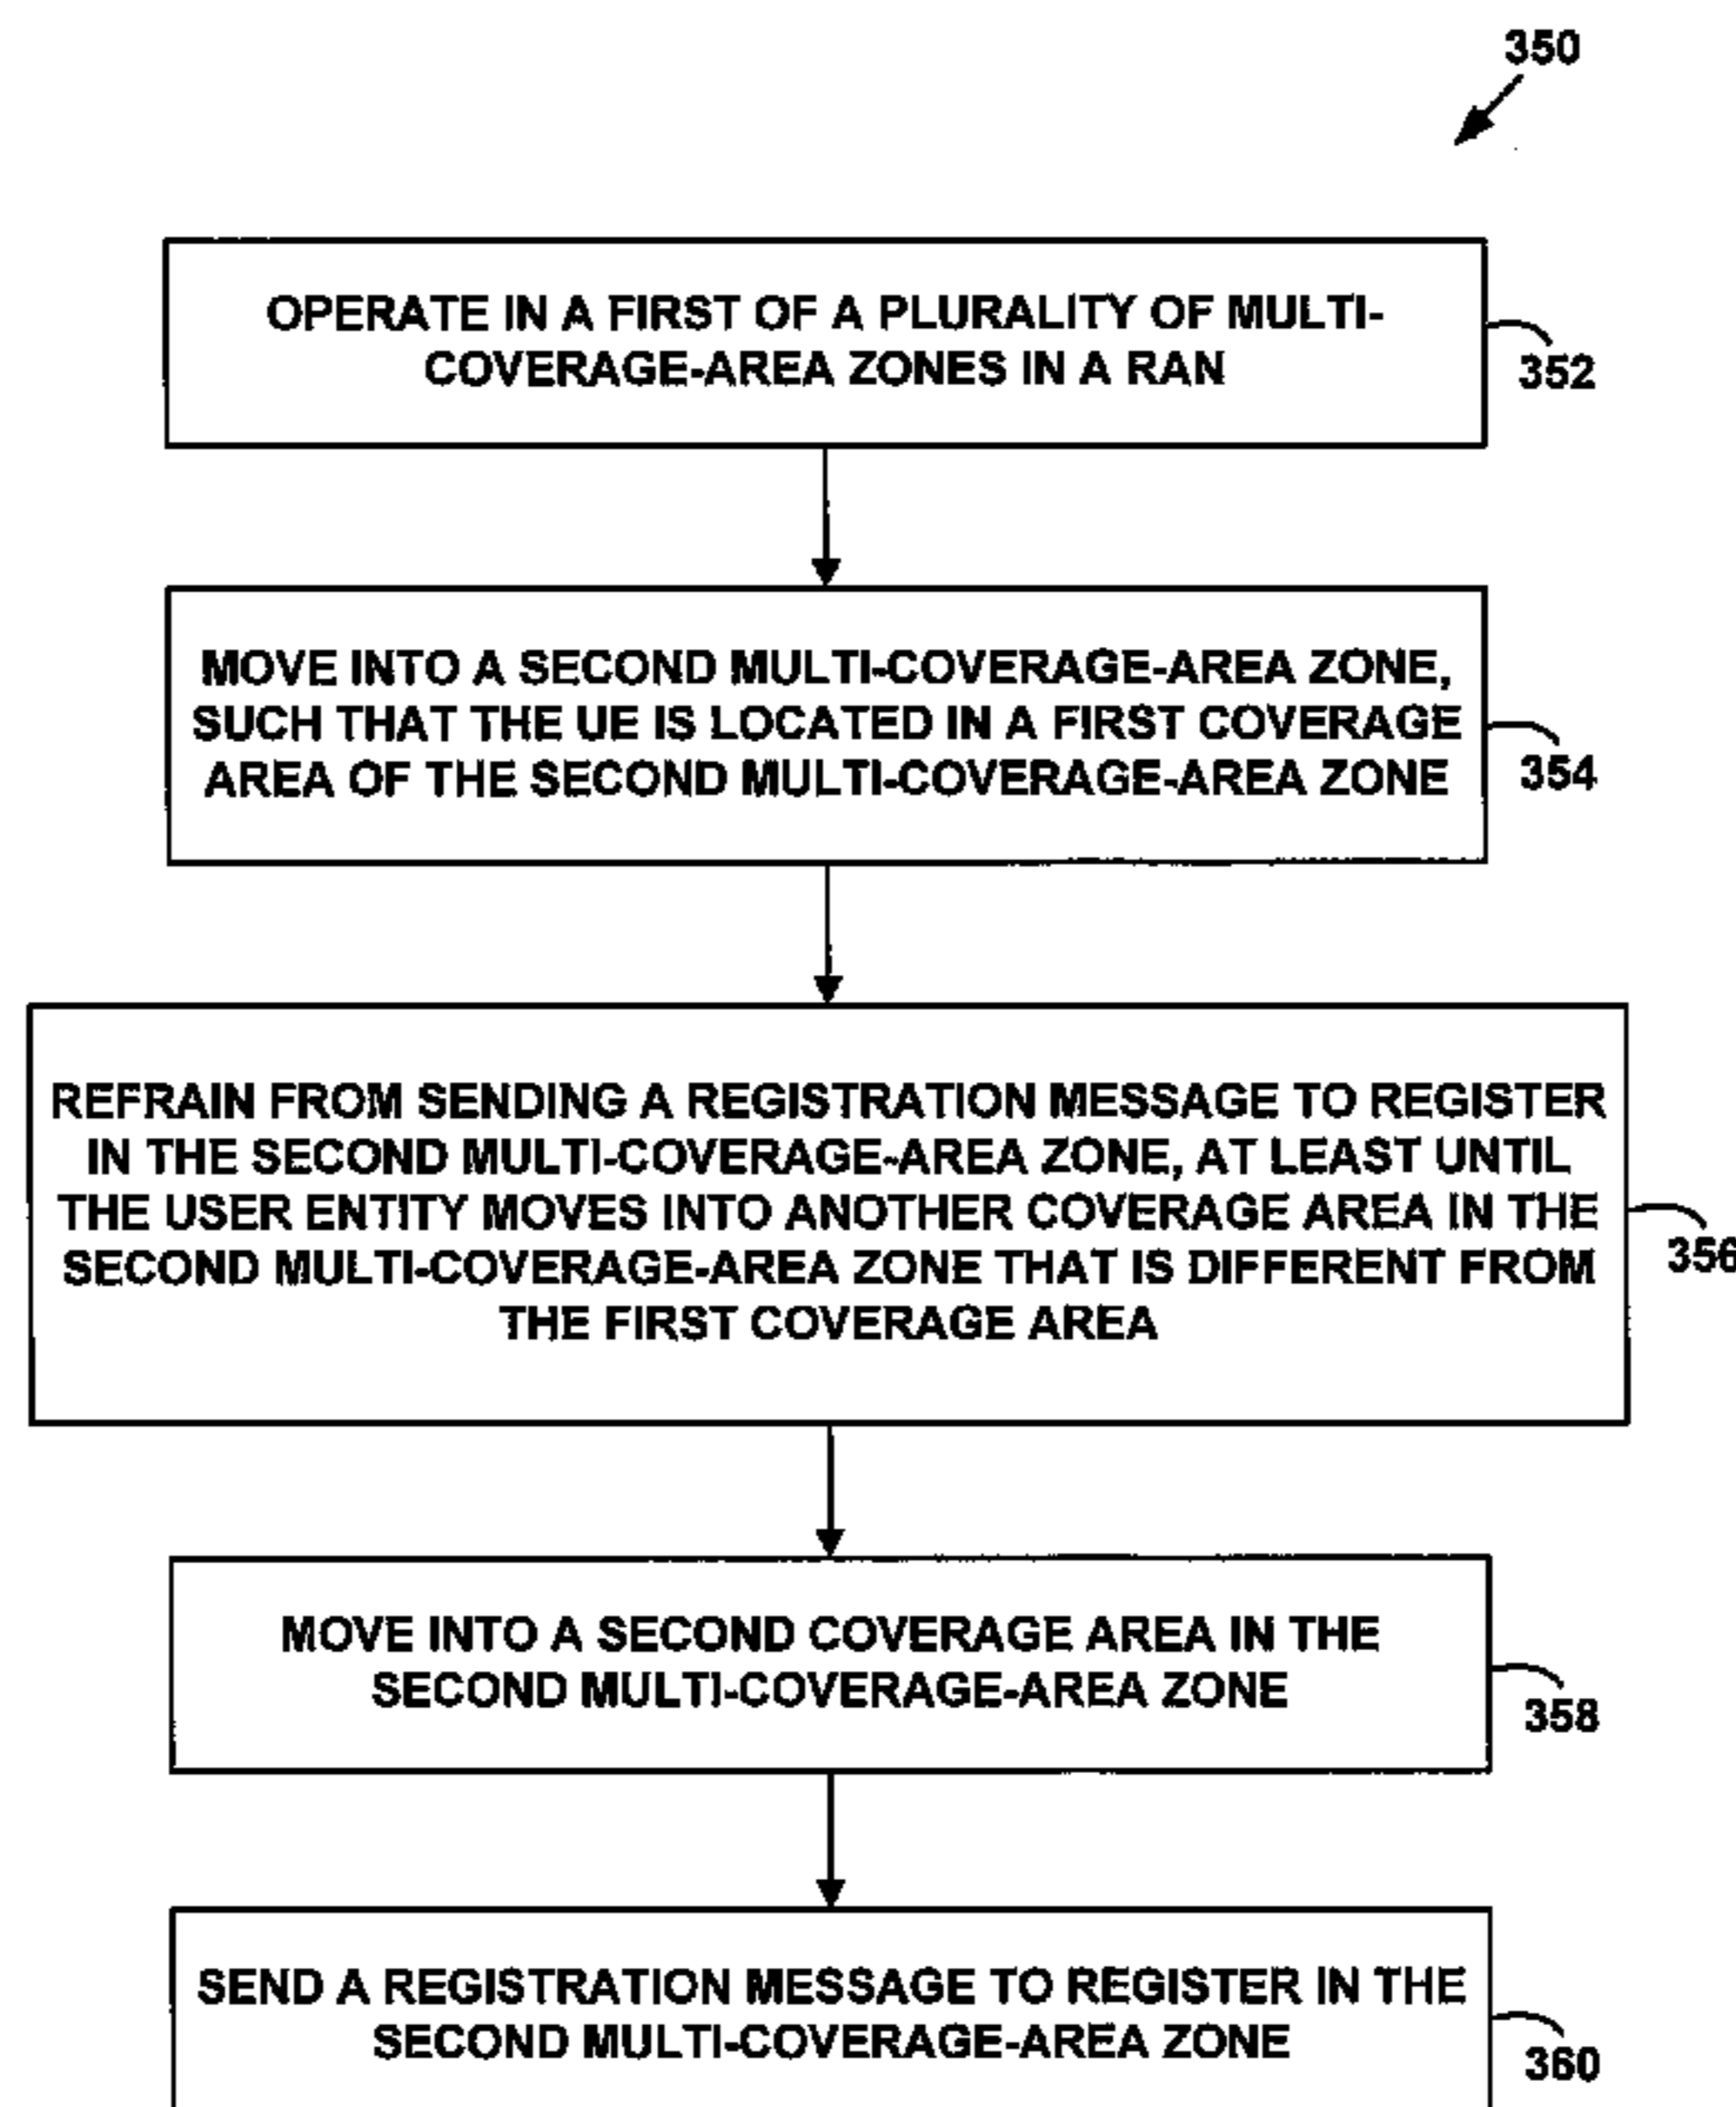 350
OPERATE IN A FIRST OF A PLURALITY OF MULTI-
COVERAGE-AREA ZONES IN A RAN
352
MOVE INTO A SECOND MULTI-COVERAGE-AREA ZONE,
SUCH THAT THE UE IS LOCATED IN A FIRST COVERAGE
AREA OF THE SECOND MULTI-COVERAGE-AREA ZONE
354
REFRAIN FROM SENDING A REGISTRATION MESSAGE TO REGISTER
IN THE SECOND MULTI-COVERAGE-AREA ZONE, AT LEAST UNTIL
THE USER ENTITY MOVES INTO ANOTHER COVERAGE AREA IN THE
SECOND MULTI-COVERAGE-AREA ZONE THAT IS DIFFERENT FROM
THE FIRST COVERAGE AREA
356
MOVE INTO A SECOND COVERAGE AREA IN THE
SECOND MULTI-COVERAGE-AREA ZONE
358
SEND A REGISTRATION MESSAGE TO REGISTER IN THE
SECOND MULTI-COVERAGE-AREA ZONE
360